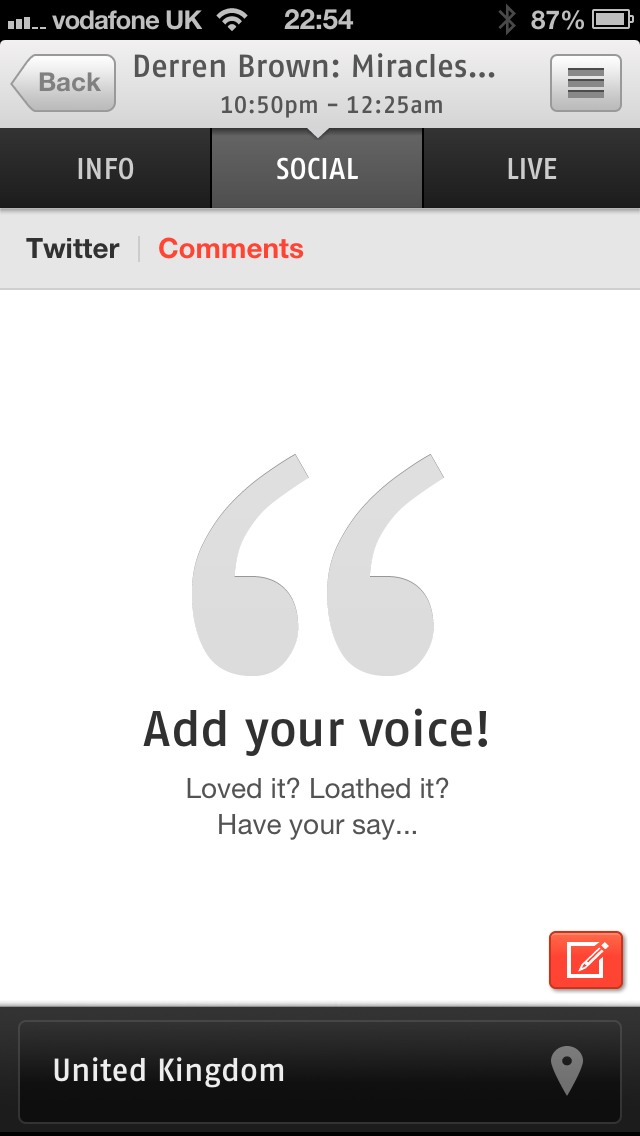 vodafone UK 22:54 87%
Back Derren Brown: Miracles...
10:50pm – 12:25am
INFO SOCIAL LIVE
Twitter Comments
Add your voice!
Loved it? Loathed it?
Have your say...
United Kingdom